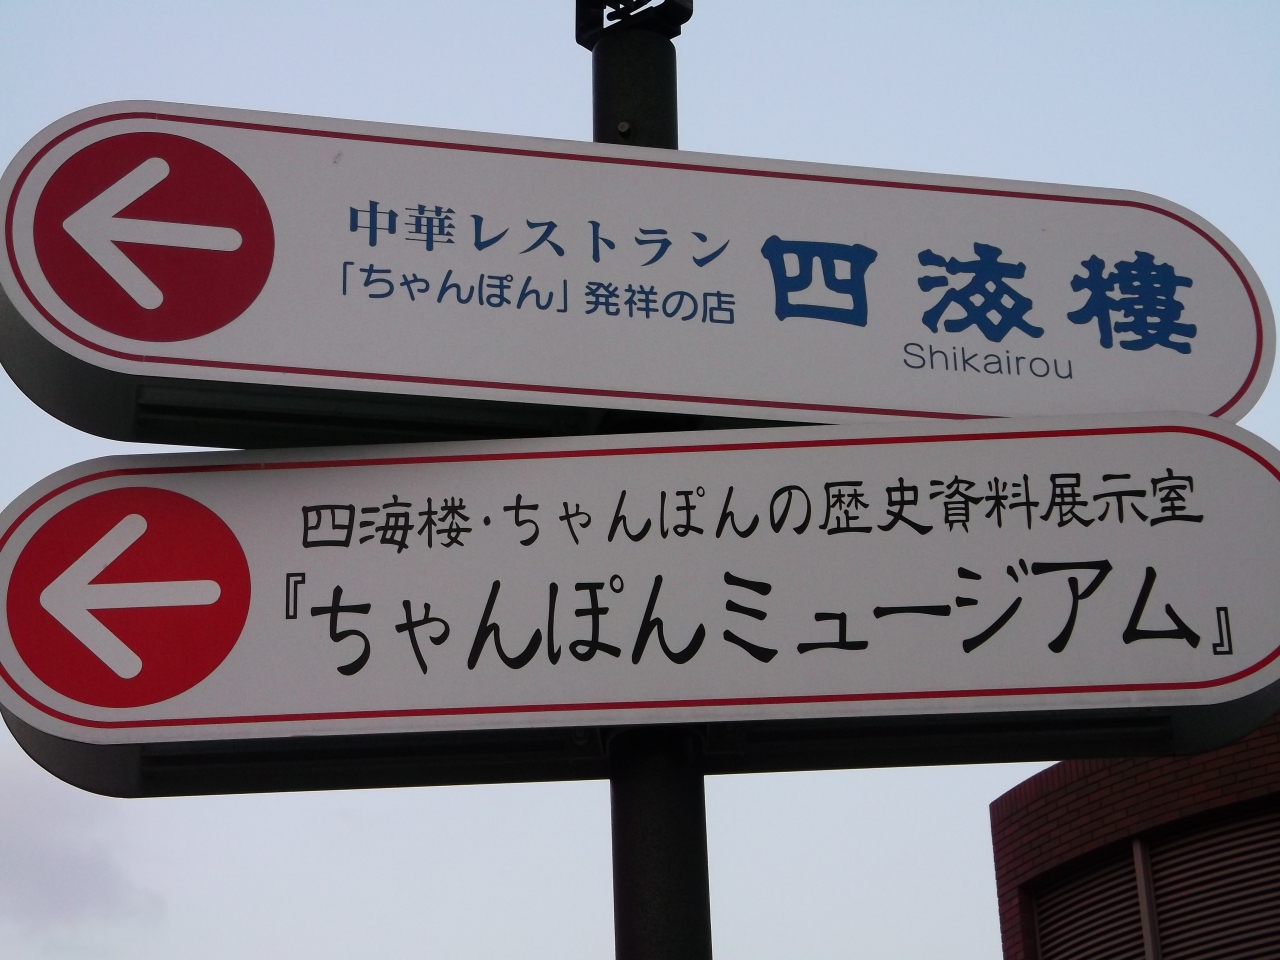 中華レストラン
「ちゃんぽん」発祥の店
四海樓
Shikairou
四海楼・ちゃんぽんの歴史資料展示室
『ちゃんぽんミュージアム』